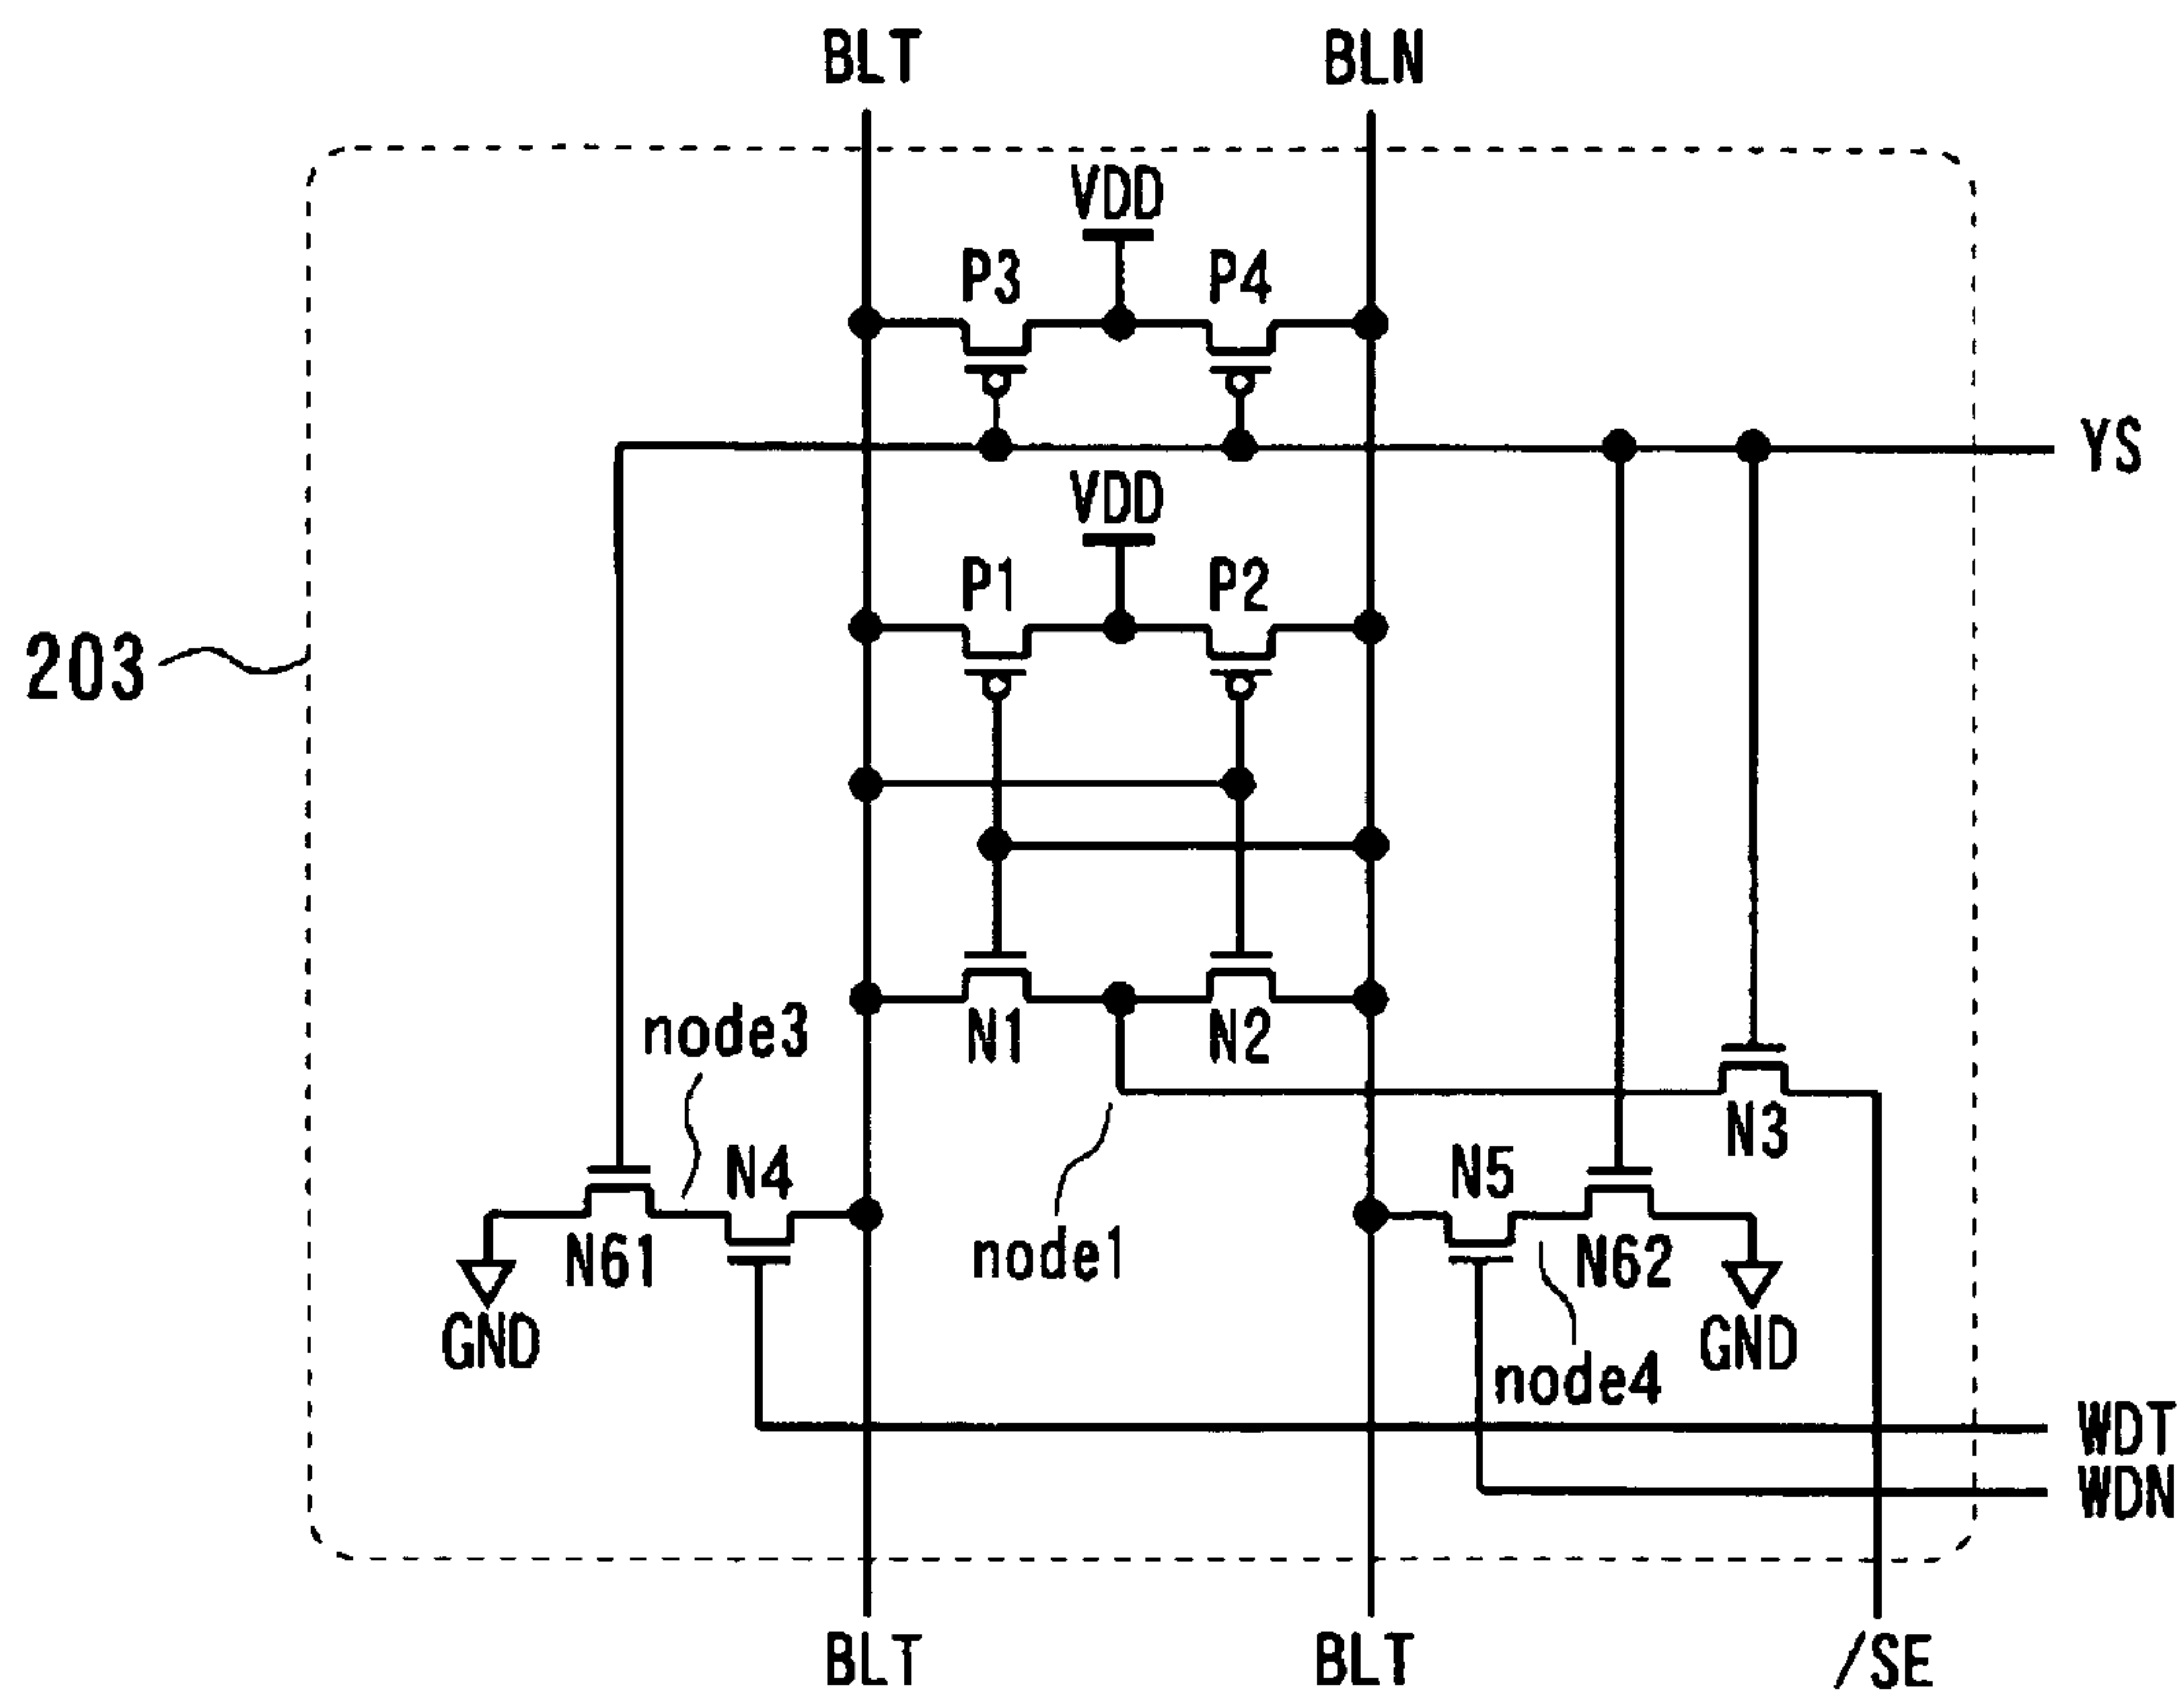 BLT
BLN
VDD
P3
P4
YS
VDD
P1
P2
203
N1
N2
node3
N3
N4
N5
node1
N61
N62
GND
GND
node4
WDT
WDN
BLT
BLT
/SE